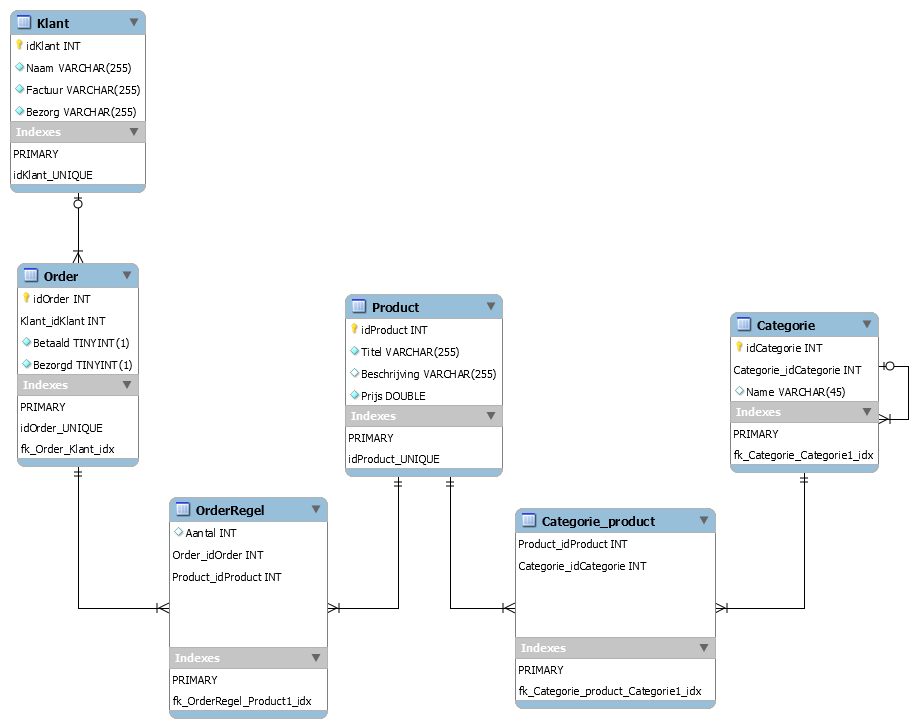 Klant
idKlant INT
Naam VARCHAR(255)
Factuur VARCHAR(255)
Bezorg VARCHAR(255)
Indexes
PRIMARY
idKlant_UNIQUE
Order
idOrder INT
Klant_idKlant INT
Betaald TINYINT(1)
Bezorgd TINYINT(1)
Indexes
PRIMARY
idOrder_UNIQUE
fk_Order_Klant_idx
Product
idProduct INT
Titel VARCHAR(255)
Beschrijving VARCHAR(255)
Prijs DOUBLE
Indexes
PRIMARY
idProduct_UNIQUE
Categorie
idCategorie INT
Categorie_idCategorie INT
Name VARCHAR(45)
Indexes
PRIMARY
fk_Categorie_Categorie1_idx
OrderRegel
Aantal INT
Order_idOrder INT
Product_idProduct INT
Indexes
PRIMARY
fk_OrderRegel_Product1_idx
Categorie_product
Product_idProduct INT
Categorie_idCategorie INT
Indexes
PRIMARY
fk_Categorie_product_Categorie1_idx